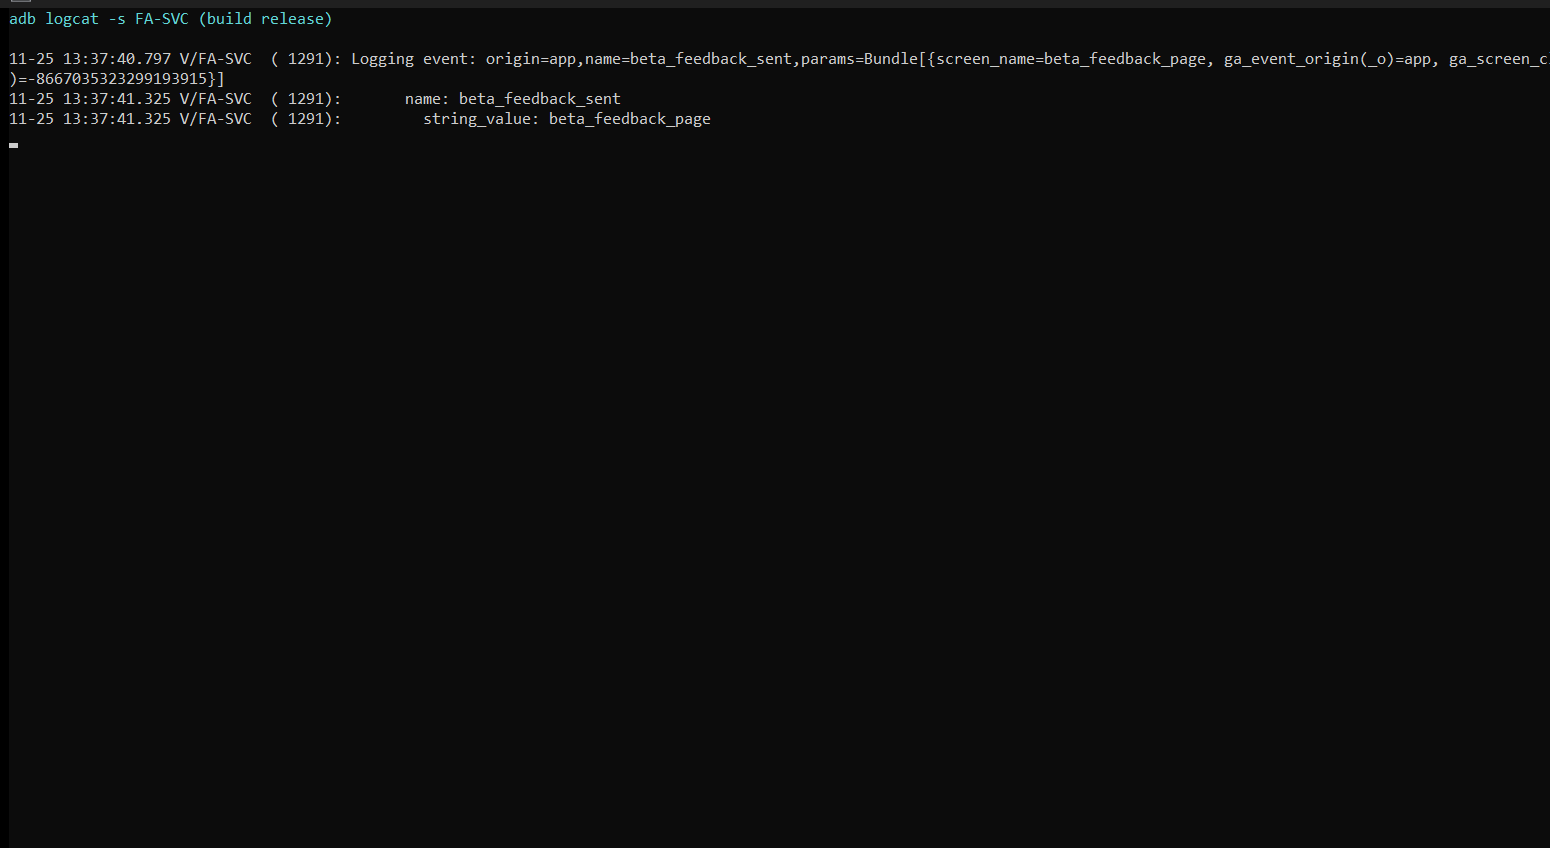 adb logcat -s FA-SVC (build release)
11-25 13:37:40.797 V/FA-SVC  ( 1291): Logging event: origin=app,name=beta_feedback_sent,params=Bundle[{screen_name=beta_feedback_page, ga_event_origin(_o)=app, ga_screen_c
)=-8667035323299193915}]
11-25 13:37:41.325 V/FA-SVC  ( 1291):       name: beta_feedback_sent
11-25 13:37:41.325 V/FA-SVC  ( 1291):         string_value: beta_feedback_page